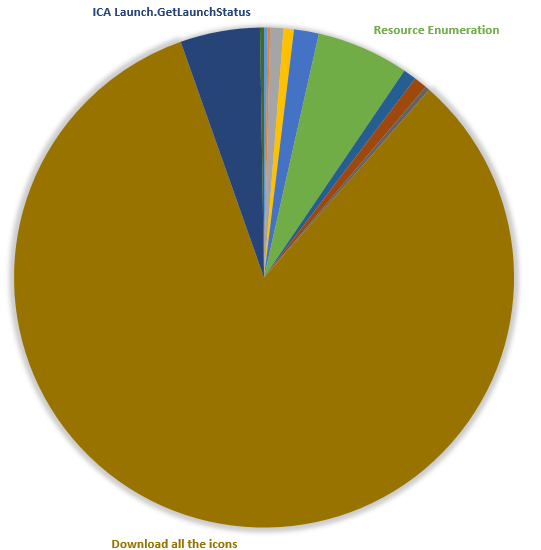 ICA Launch.GetLaunchStatus
Resource Enumeration
Download all the icons